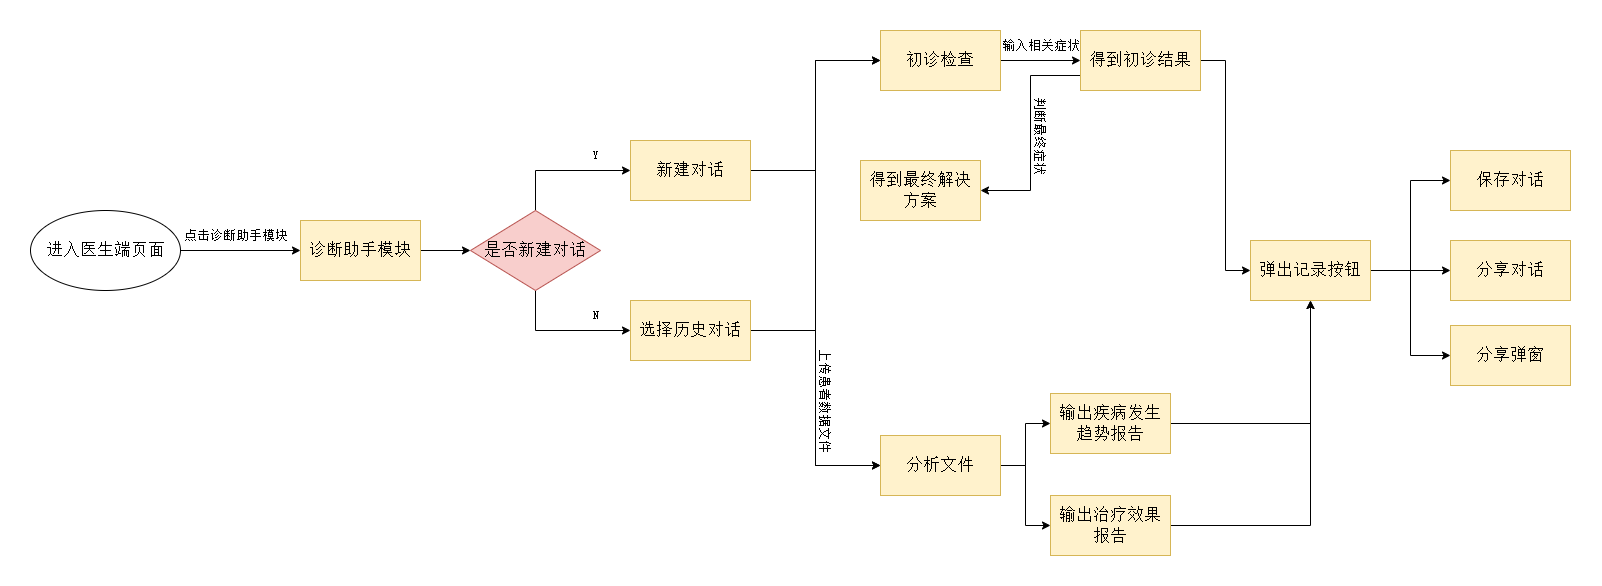 进入医生端页面
点击诊断助手模块
诊断助手模块
是否新建对话
Y
新建对话
N
选择历史对话
初诊检查
输入相关症状
得到初诊结果
判断最终症状
得到最终解决
方案
上传患者数据文件
分析文件
输出疾病发生
趋势报告
输出治疗效果
报告
弹出记录按钮
保存对话
分享对话
分享弹窗